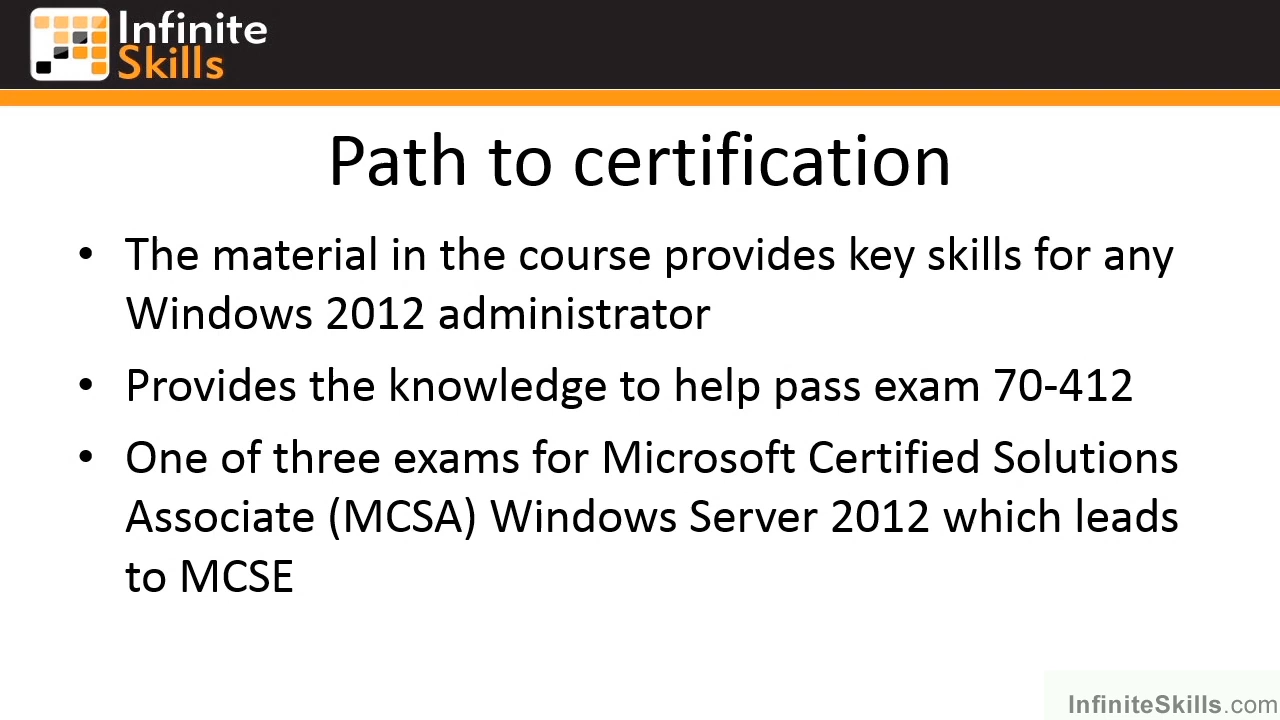 Infinite
Skills
Path to certification
• The material in the course provides key skills for any
Windows 2012 administrator
• Provides the knowledge to help pass exam 70-412
• One of three exams for Microsoft Certified Solutions
Associate (MCSA) Windows Server 2012 which leads
to MCSE
InfiniteSkills.com